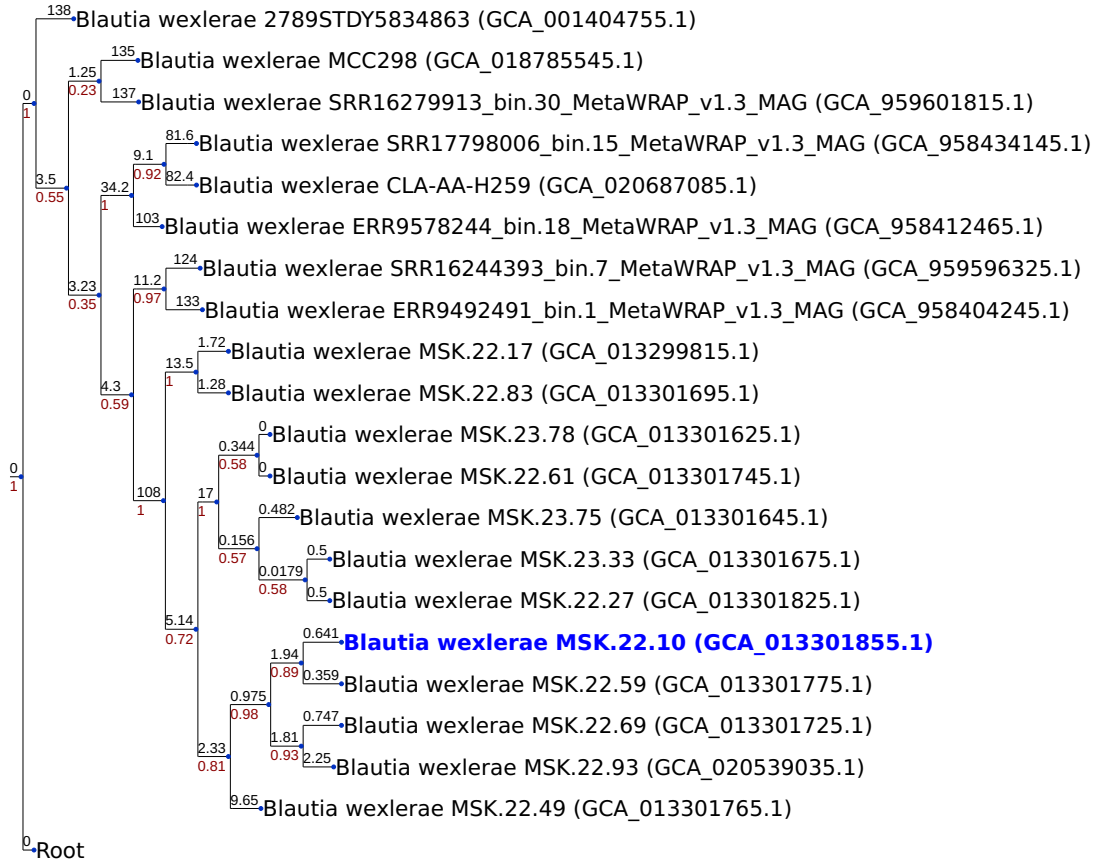 138
Blautia wexlerae 2789STDY5834863 (GCA_001404755.1)
135
Blautia wexlerae MCC298 (GCA_018785545.1)
1.25
0.23
137
Blautia wexlerae SRR16279913_bin.30_MetaWRAP_v1.3_MAG (GCA_959601815.1)
0
1
81.6
Blautia wexlerae SRR17798006_bin.15_MetaWRAP_v1.3_MAG (GCA_958434145.1)
9.1
0.92
82.4
Blautia wexlerae CLA-AA-H259 (GCA_020687085.1)
3.5
0.55
34.2
1
103
Blautia wexlerae ERR9578244_bin.18_MetaWRAP_v1.3_MAG (GCA_958412465.1)
124
Blautia wexlerae SRR16244393_bin.7_MetaWRAP_v1.3_MAG (GCA_959596325.1)
3.23
0.35
11.2
0.97
133
Blautia wexlerae ERR9492491_bin.1_MetaWRAP_v1.3_MAG (GCA_958404245.1)
1.72
Blautia wexlerae MSK.22.17 (GCA_013299815.1)
13.5
1
1.28
Blautia wexlerae MSK.22.83 (GCA_013301695.1)
4.3
0.59
0
Blautia wexlerae MSK.23.78 (GCA_013301625.1)
0.344
0.58
0
Blautia wexlerae MSK.22.61 (GCA_013301745.1)
0
1
108
1
17
1
0.482
Blautia wexlerae MSK.23.75 (GCA_013301645.1)
0.156
0.57
0.5
Blautia wexlerae MSK.23.33 (GCA_013301675.1)
0.0179
0.58
0.5
Blautia wexlerae MSK.22.27 (GCA_013301825.1)
5.14
0.72
0.641
Blautia wexlerae MSK.22.10 (GCA_013301855.1)
1.94
0.89
0.359
Blautia wexlerae MSK.22.59 (GCA_013301775.1)
0.975
0.98
0.747
Blautia wexlerae MSK.22.69 (GCA_013301725.1)
1.81
0.93
2.25
Blautia wexlerae MSK.22.93 (GCA_020539035.1)
2.33
0.81
9.65
Blautia wexlerae MSK.22.49 (GCA_013301765.1)
0
Root